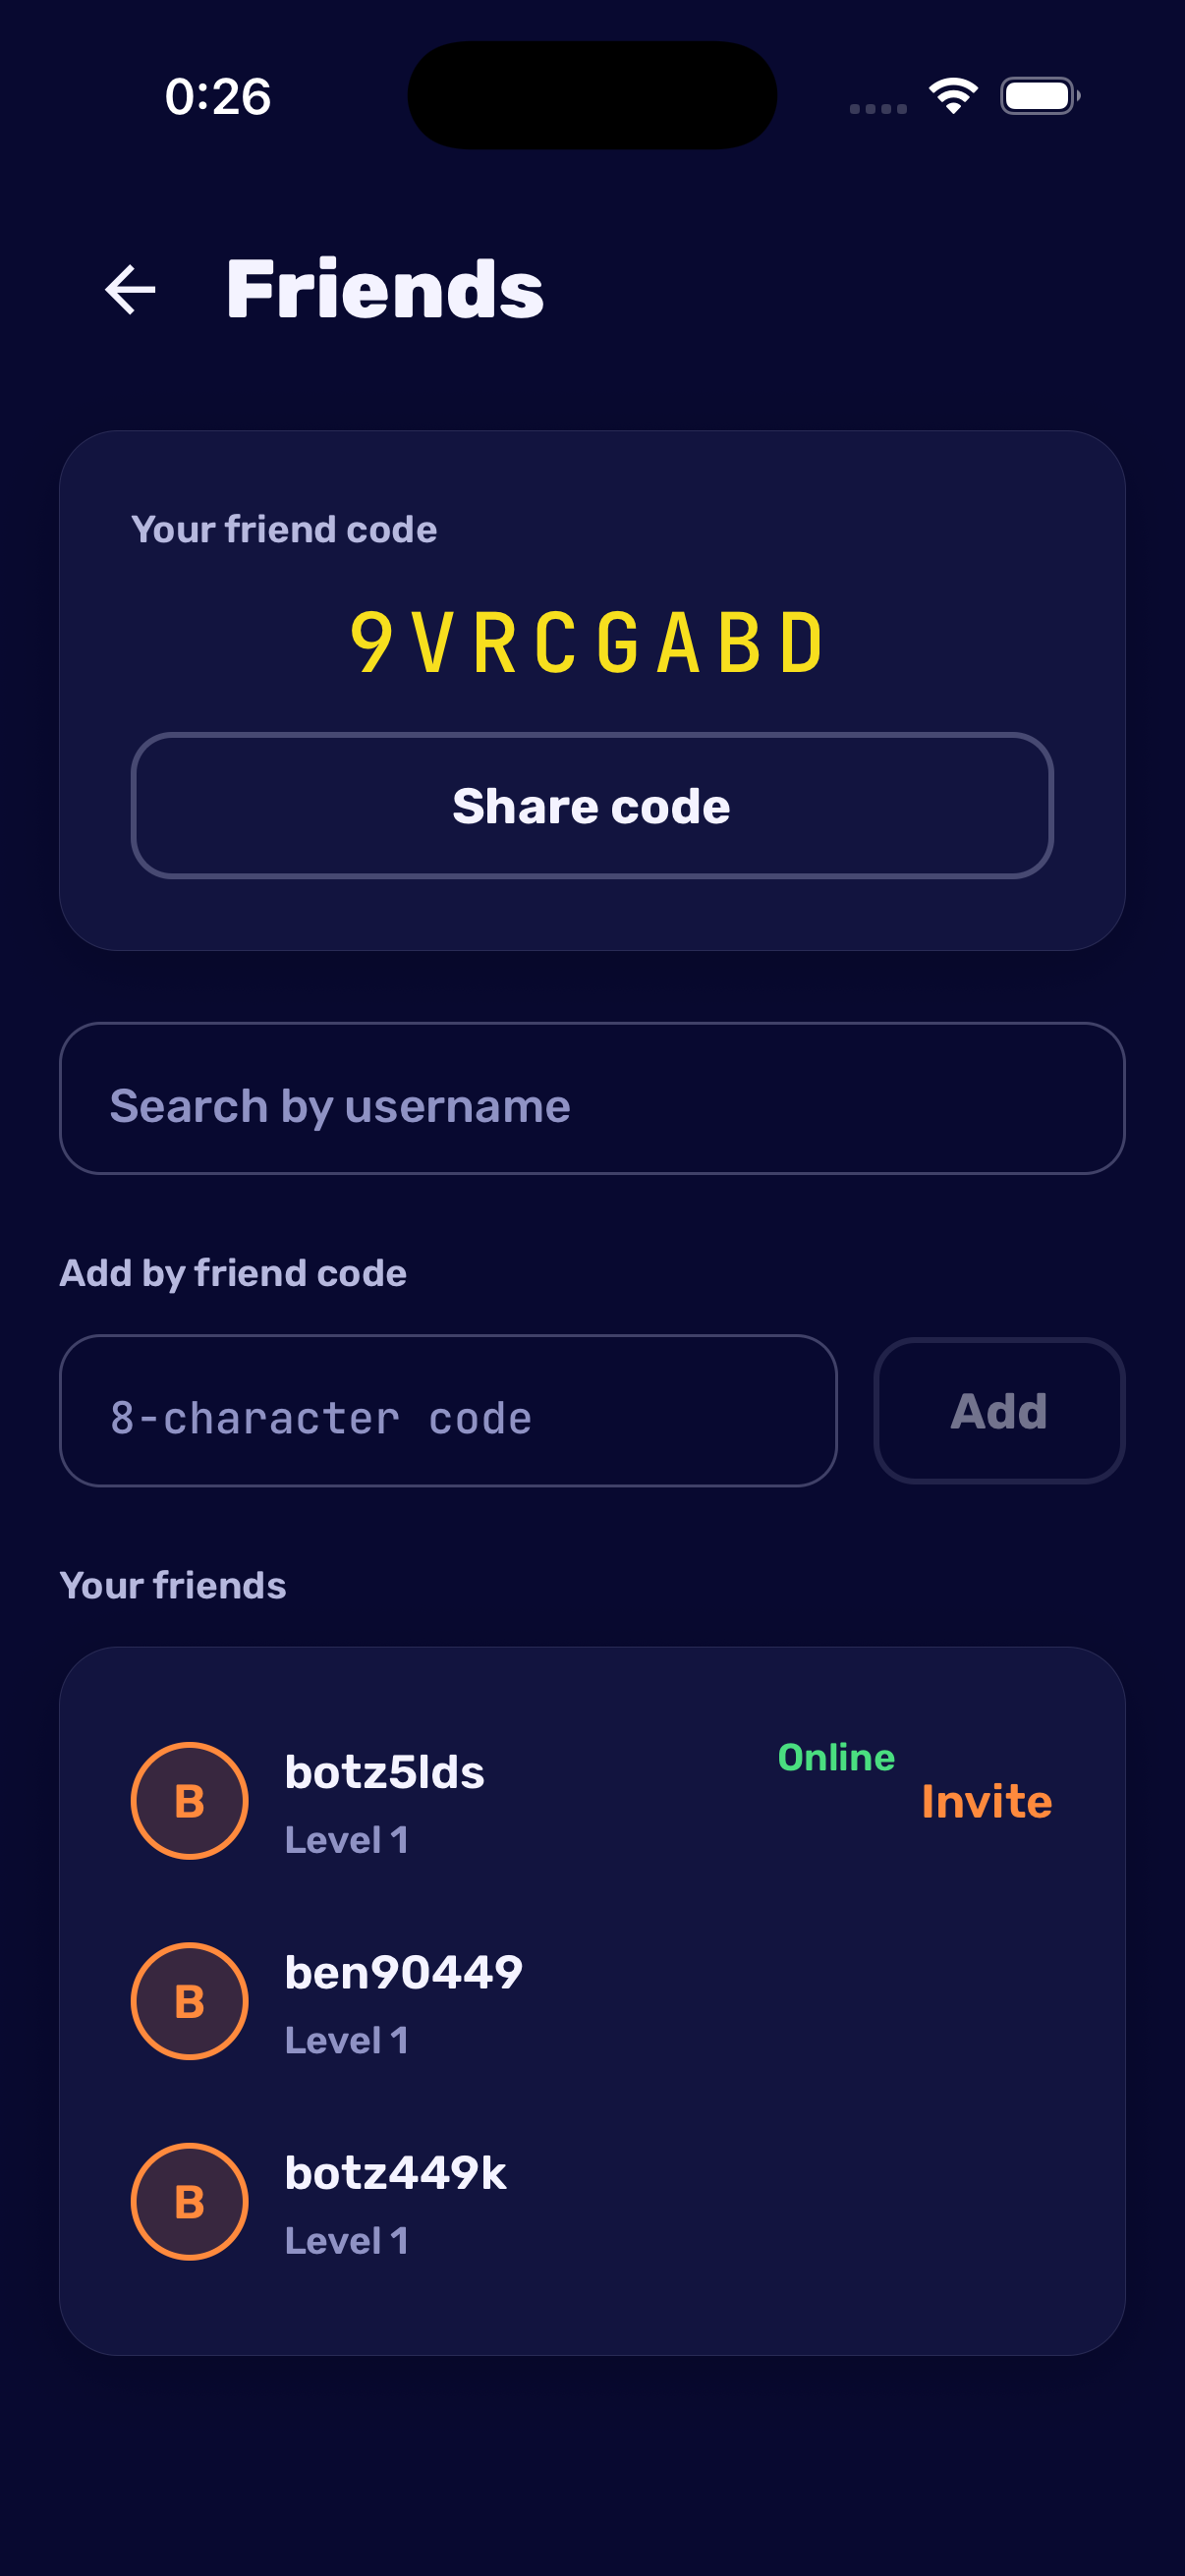 0:26
Friends
Your friend code
9VRCGABD
Share code
Search by username
Add by friend code
8-character code
Add
Your friends
B
botz5lds
Level 1
Online
Invite
B
ben90449
Level 1
B
botz449k
Level 1